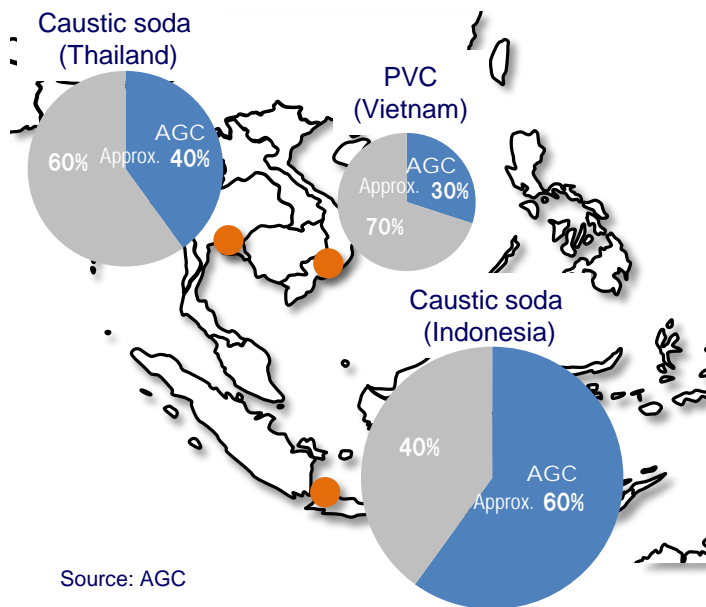 Caustic soda
(Thailand)
AGC
Approx. 40%
60%
PVC
(Vietnam)
AGC
Approx. 30%
70%
Caustic soda
(Indonesia)
40%
AGC
Approx. 60%
Source: AGC